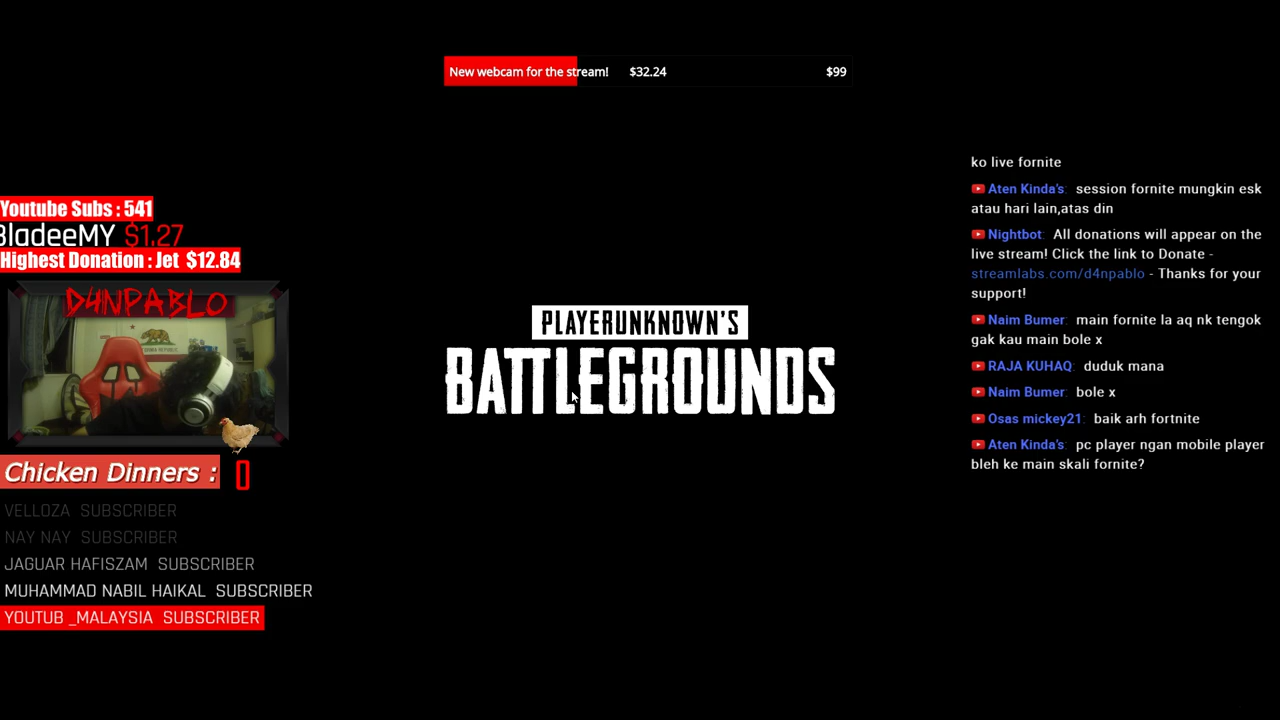 New webcam for the stream! $32.24 $99
Youtube Subs : 541
BladeeMY $1.27
Highest Donation : Jet $12.84
D4NPABLO
Chicken Dinners : 0
VELLOZA SUBSCRIBER
NAY NAY SUBSCRIBER
JAGUAR HAFISZAM SUBSCRIBER
MUHAMMAD NABIL HAIKAL SUBSCRIBER
YOUTUB _MALAYSIA SUBSCRIBER
PLAYERUNKNOWN'S
BATTLEGROUNDS
ko live fornite
Aten Kinda's: session fornite mungkin esk
atau hari lain,atas din
Nightbot: All donations will appear on the
live stream! Click the link to Donate -
streamlabs.com/d4npablo - Thanks for your
support!
Naim Bumer: main fornite la aq nk tengok
gak kau main bole x
RAJA KUHAQ: duduk mana
Naim Bumer: bole x
Osas mickey21: baik arh fortnite
Aten Kinda's: pc player ngan mobile player
bleh ke main skali fornite?